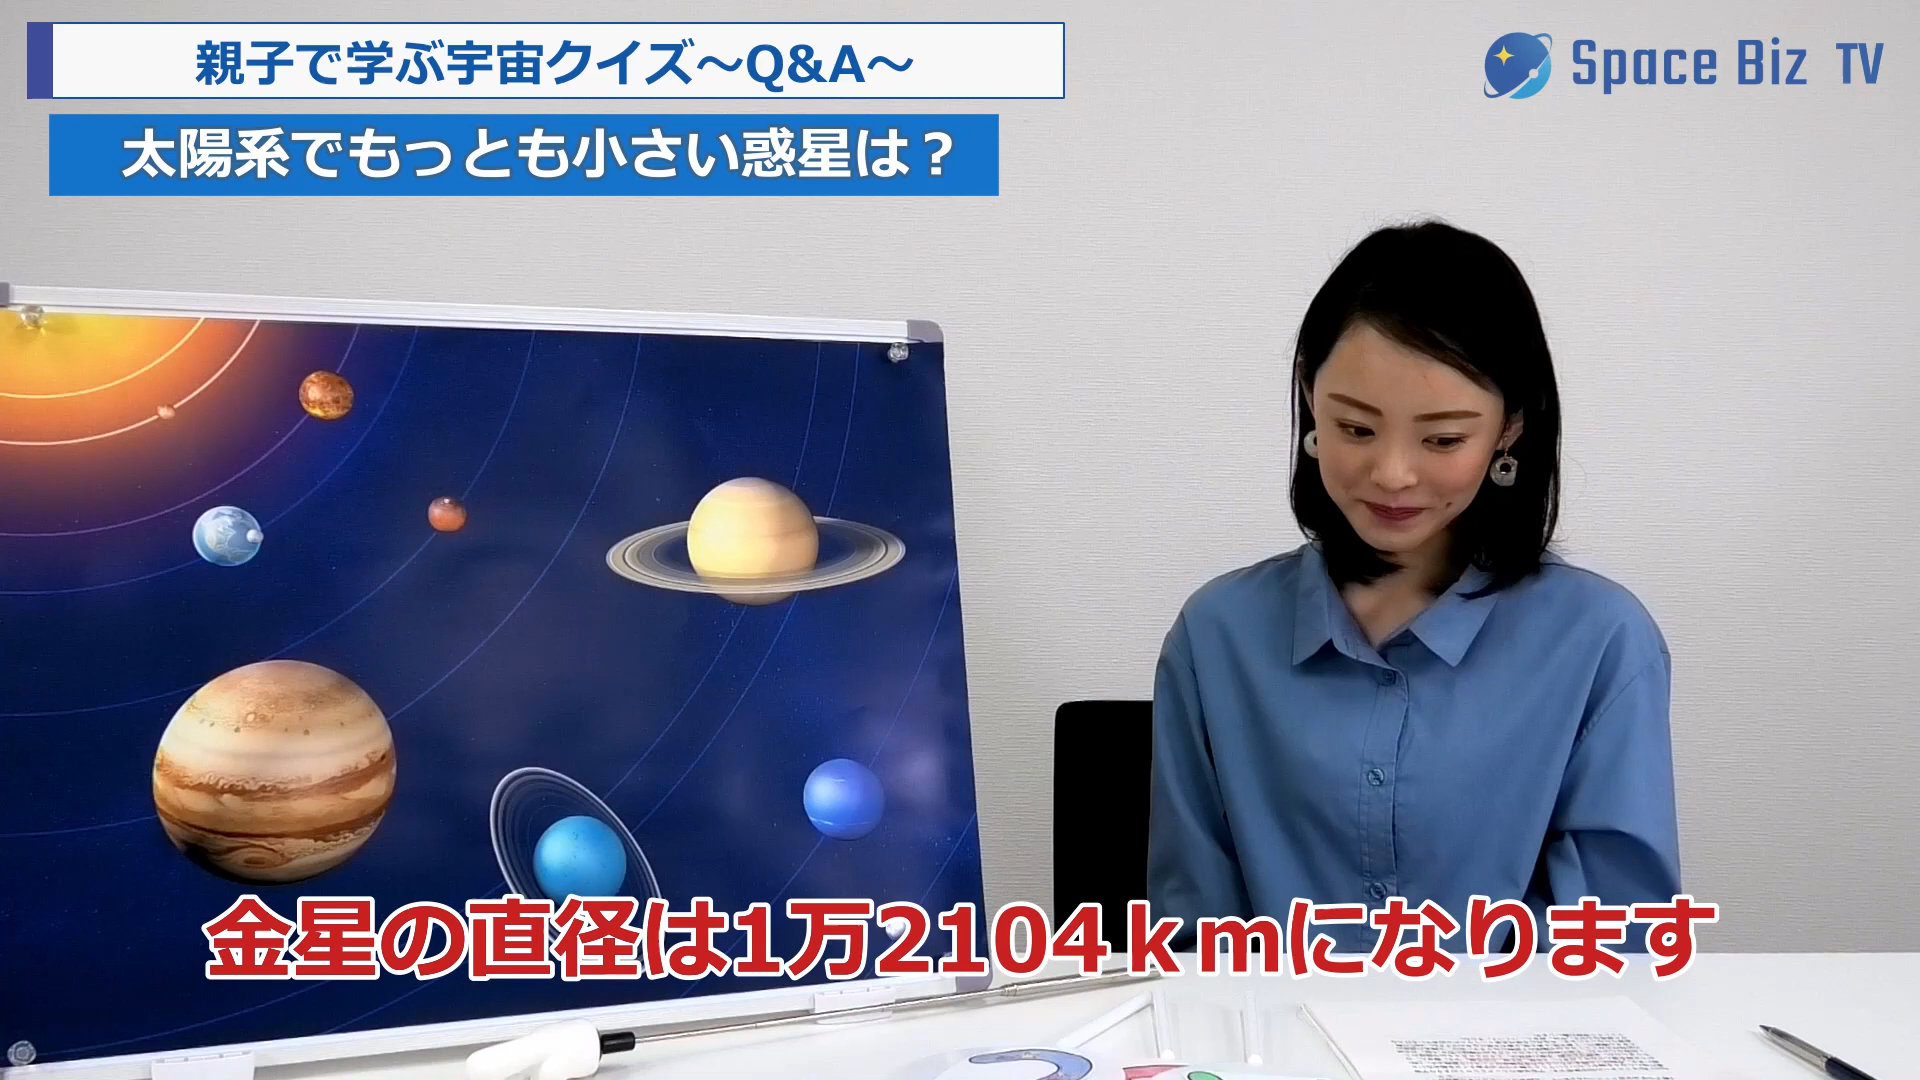 親子で学ぶ宇宙クイズ～Q&A～
Space Biz TV
太陽系でもっとも小さい惑星は？
金星の直径は1万2104ｋｍになります